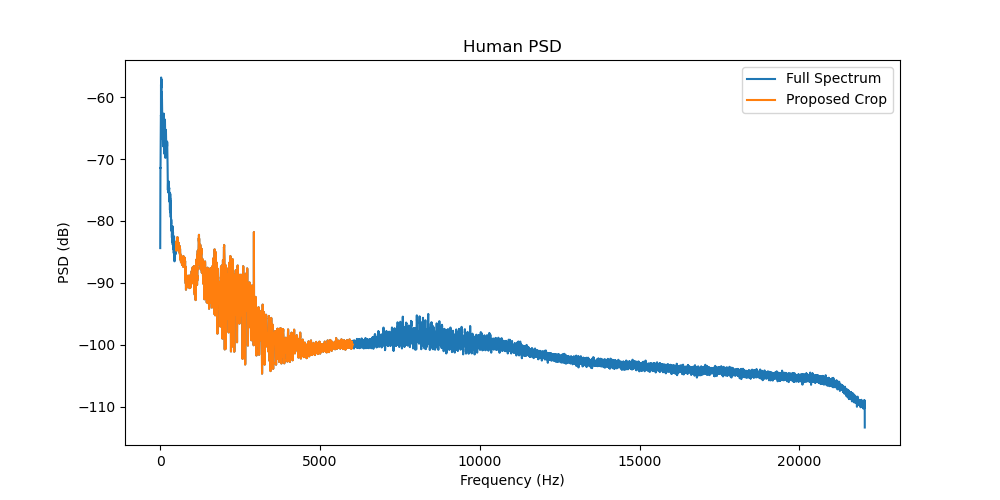 Human PSD
Full Spectrum
Proposed Crop
−60
−70
−80
−90
−100
−110
PSD (dB)
0
5000
10000
15000
20000
Frequency (Hz)